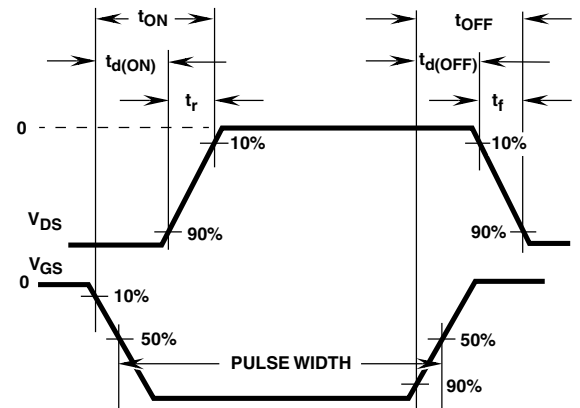 tON
tOFF
td(ON)
td(OFF)
tr
tf
0
10%
10%
VDS
90%
90%
VGS
0
10%
50%
50%
PULSE WIDTH
90%